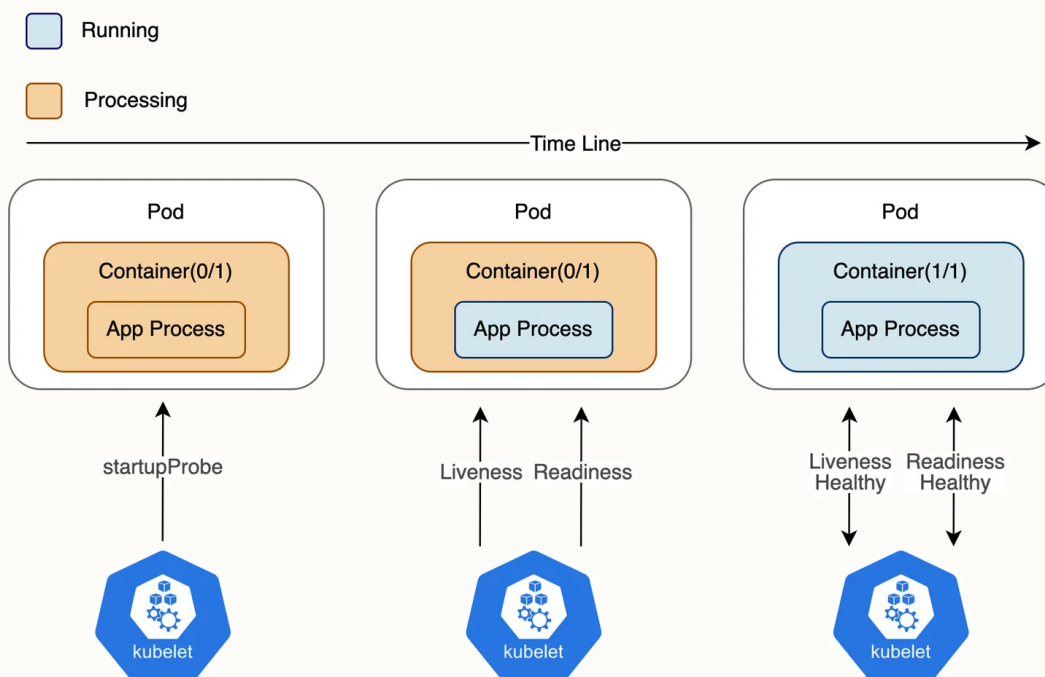 Running
Processing
Time Line
Pod
Container(0/1)
App Process
Pod
Container(0/1)
App Process
Pod
Container(1/1)
App Process
startupProbe
Liveness
Readiness
Liveness
Healthy
Readiness
Healthy
kubelet
kubelet
kubelet